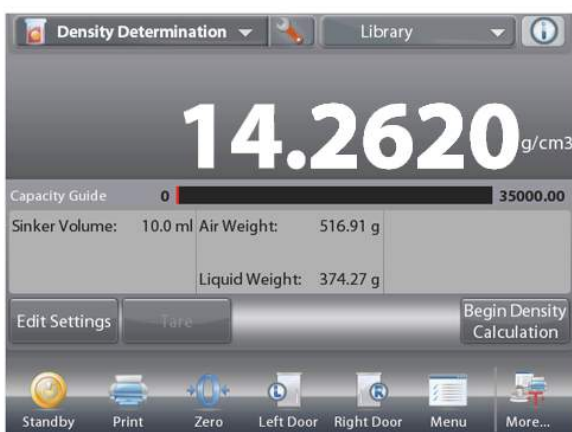 Density Determination Library
14.2620 g/cm3
Capacity Guide 0 35000.00
Sinker Volume: 10.0 ml Air Weight: 516.91 g
Liquid Weight: 374.27 g
Edit Settings Tare Begin Density
Calculation
L R
Standby Print Zero Left Door Right Door Menu More...